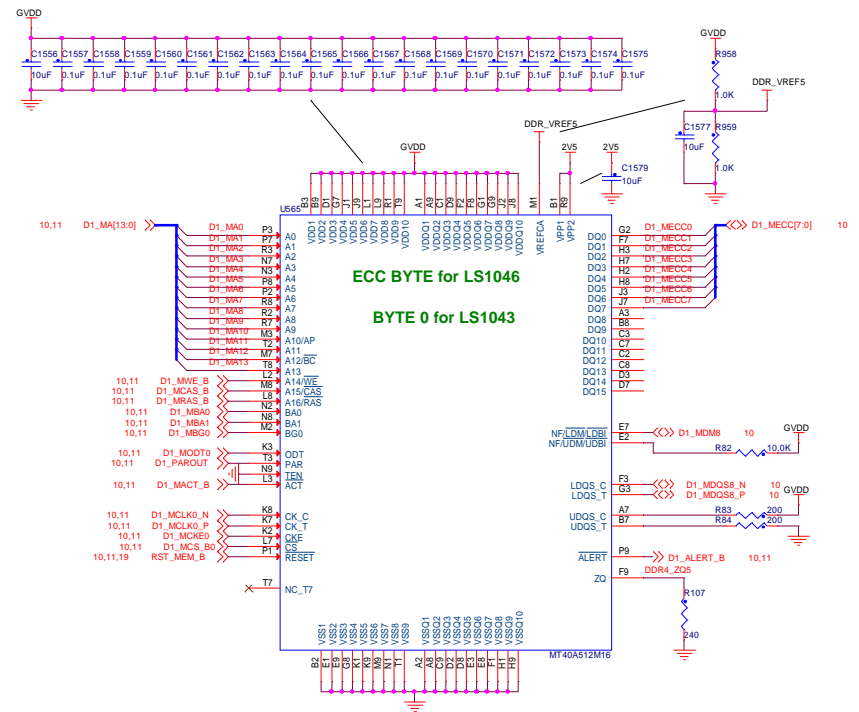 GVDD
C1556 C1557 C1558 C1559 C1560 C1561 C1562 C1563 C1564 C1565 C1566 C1567 C1568 C1569 C1570 C1571 C1572 C1573 C1574 C1575
10uF 0.1uF 0.1uF 0.1uF 0.1uF 0.1uF 0.1uF 0.1uF 0.1uF 0.1uF 0.1uF 0.1uF 0.1uF 0.1uF 0.1uF 0.1uF 0.1uF 0.1uF 0.1uF 0.1uF
GVDD
R958
1.0K
DDR_VREF5
C1577
10uF
R959
1.0K
GVDD
DDR_VREF5
2V5
2V5
C1579
10uF
U565
B3 B9 D1 G7 J1 J9 L1 L9 R1 T9 A1 A9 C1 D9 F2 F8 G1 G9 J2 J8 M1 B1 R9
VDD1 VDD2 VDD3 VDD4 VDD5 VDD6 VDD7 VDD8 VDD9 VDD10 VDDQ1 VDDQ2 VDDQ3 VDDQ4 VDDQ5 VDDQ6 VDDQ7 VDDQ8 VDDQ9 VDDQ10 VREFCA VPP1 VPP2
ECC BYTE for LS1046
BYTE 0 for LS1043
10,11 D1_MA[13:0]
D1_MA0 P3 A0
D1_MA1 P7 A1
D1_MA2 R3 A2
D1_MA3 N7 A3
D1_MA4 N3 A4
D1_MA5 P8 A5
D1_MA6 P2 A6
D1_MA7 R8 A7
D1_MA8 R2 A8
D1_MA9 R7 A9
D1_MA10 M3 A10/AP
D1_MA11 T2 A11
D1_MA12 M7 A12/BC
D1_MA13 T8 A13
10,11 D1_MWE_B L2 A14/WE
10,11 D1_MCAS_B M8 A15/CAS
10,11 D1_MRAS_B L8 A16/RAS
10,11 D1_MBA0 N2 BA0
10,11 D1_MBA1 N8 BA1
10,11 D1_MBG0 M2 BG0
10,11 D1_MODT0 K3 ODT
10,11 D1_PAROUT T3 PAR
N9 TEN
10,11 D1_MACT_B L3 ACT
10,11 D1_MCLK0_N K8 CK_C
10,11 D1_MCLK0_P K7 CK_T
10,11 D1_MCKE0 K2 CKE
10,11 D1_MCS_B0 L7 CS
10,11,19 RST_MEM_B P1 RESET
T7 NC_T7
DQ0 G2 D1_MECC0
D1_MECC[7:0] 10
DQ1 F7 D1_MECC1
DQ2 H3 D1_MECC2
DQ3 H7 D1_MECC3
DQ4 H2 D1_MECC4
DQ5 H8 D1_MECC5
DQ6 J3 D1_MECC6
DQ7 J7 D1_MECC7
DQ8 A3
DQ9 B8
DQ10 C3
DQ11 C7
DQ12 C2
DQ13 C8
DQ14 D3
DQ15 D7
NF/LDM/LDBI E7 D1_MDM8 10
NF/UDM/UDBI E2 R82 10.0K GVDD
LDQS_C F3 D1_MDQS8_N 10
LDQS_T G3 D1_MDQS8_P 10
GVDD
UDQS_C A7 R83 200
UDQS_T B7 R84 200
ALERT P9 D1_ALERT_B 10,11
ZQ F9 DDR4_ZQ5
R107
240
VSS1 VSS2 VSS3 VSS4 VSS5 VSS6 VSS7 VSS8 VSS9 VSSQ1 VSSQ2 VSSQ3 VSSQ4 VSSQ5 VSSQ6 VSSQ7 VSSQ8 VSSQ9 VSSQ10
MT40A512M16
B2 E1 E9 G8 K1 K9 M9 N1 T1 A2 A8 C9 D2 D8 E3 E8 F1 H1 H9